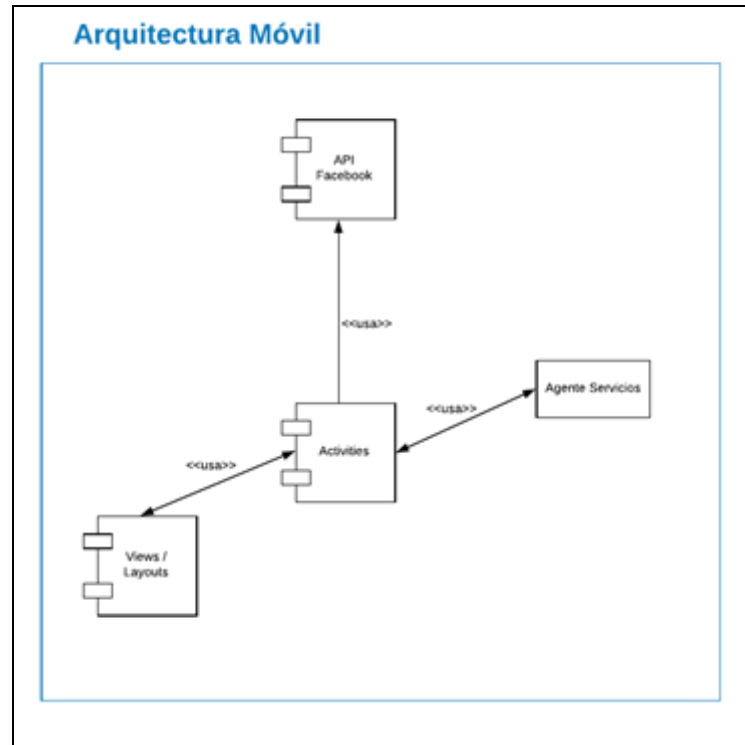 Arquitectura Móvil
API
Facebook
<<usa>>
Agente Servicios
<<usa>>
Activities
<<usa>>
Views /
Layouts